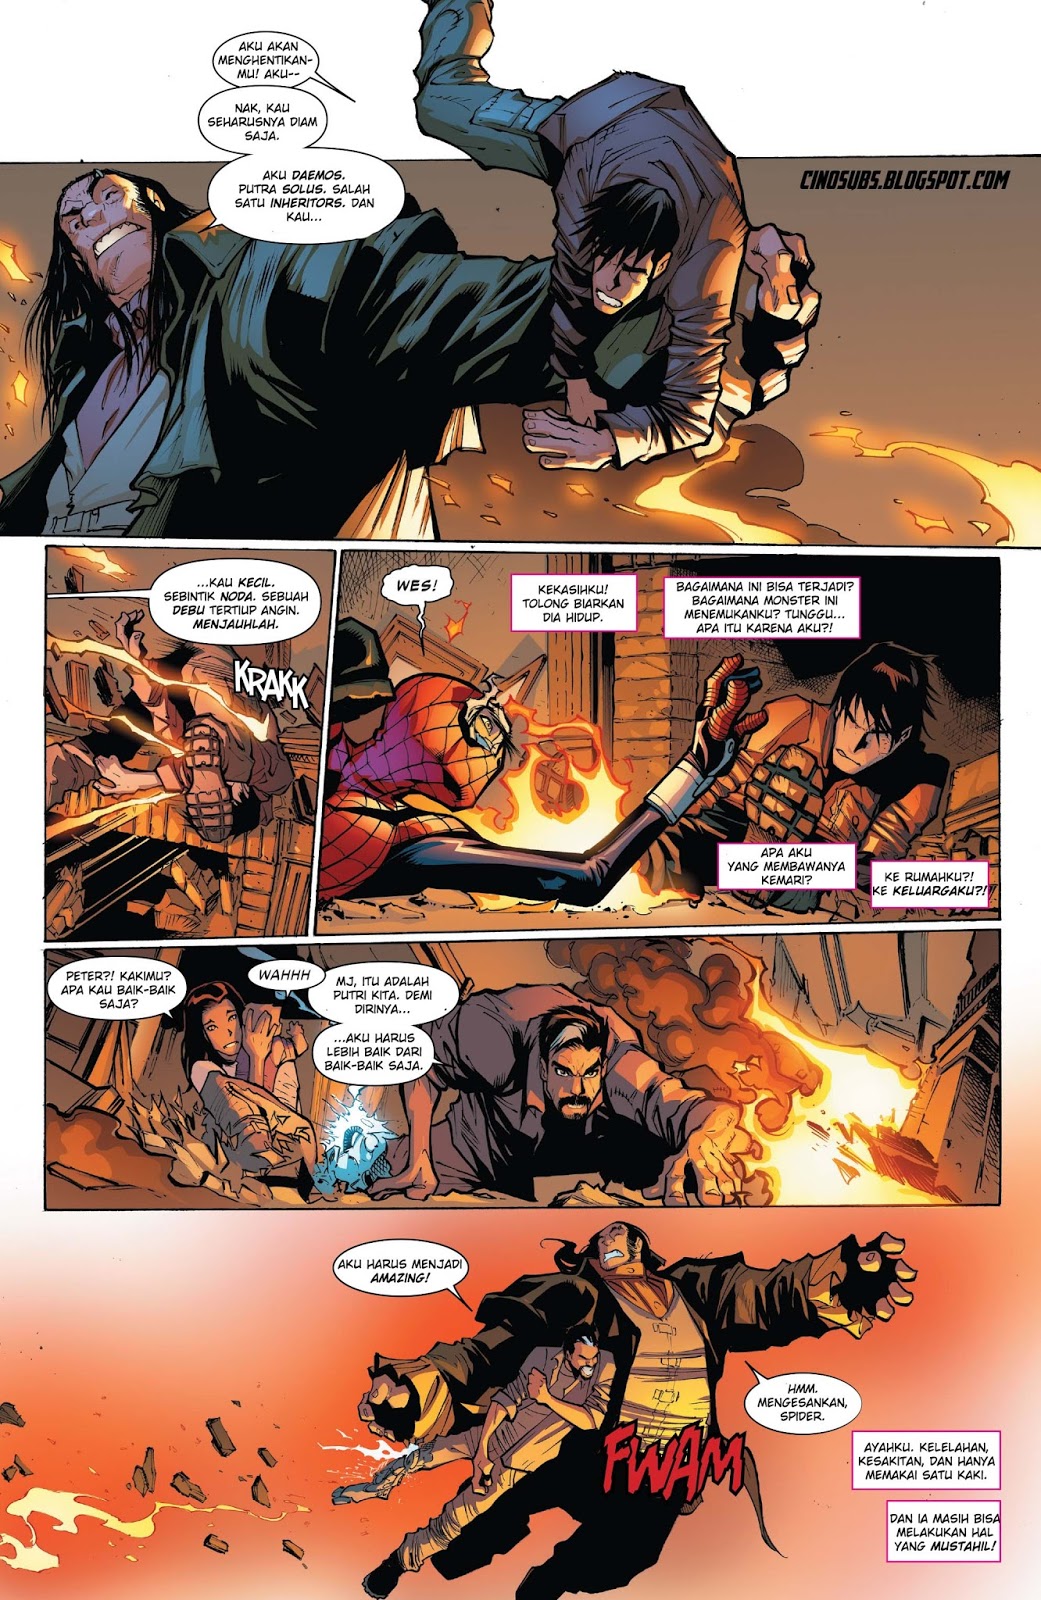 AKU AKAN
MENGHENTIKAN-
MU! AKU--
NAK, KAU
SEHARUSNYA DIAM
SAJA.
AKU DAEMOS.
PUTRA SOLUS. SALAH
SATU INHERITORS. DAN
KAU...
CINOSUBS.BLOGSPOT.COM
...KAU KECIL.
SEBINTIK NODA. SEBUAH
DEBU TERTIUP ANGIN.
MENJAUHLAH.
KRAKK
WES!
KEKASIHKU!
TOLONG BIARKAN
DIA HIDUP.
BAGAIMANA INI BISA TERJADI?
BAGAIMANA MONSTER INI
MENEMUKANKU? TUNGGU...
APA ITU KARENA AKU?!
APA AKU
YANG MEMBAWANYA
KEMARI?
KE RUMAHKU?!
KE KELUARGAKU?!
PETER?! KAKIMU?
APA KAU BAIK-BAIK
SAJA?
WAHHH
MJ, ITU ADALAH
PUTRI KITA. DEMI
DIRINYA...
...AKU HARUS
LEBIH BAIK DARI
BAIK-BAIK SAJA.
AKU HARUS MENJADI
AMAZING!
HMM.
MENGESANKAN,
SPIDER.
FWAM
AYAHKU. KELELAHAN,
KESAKITAN, DAN HANYA
MEMAKAI SATU KAKI.
DAN IA MASIH BISA
MELAKUKAN HAL
YANG MUSTAHIL!